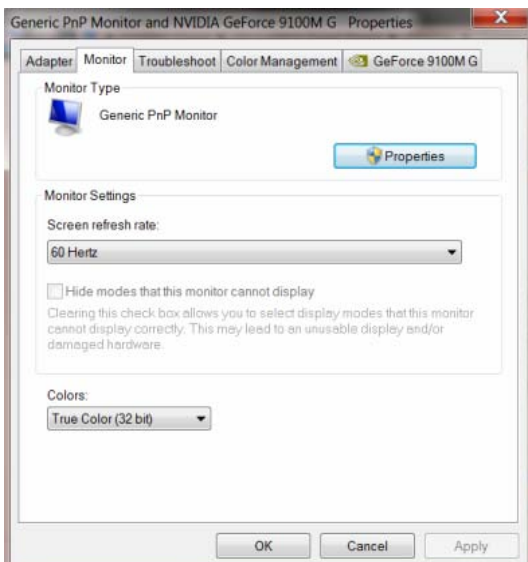 Generic PnP Monitor and NVIDIA GeForce 9100M G Properties
X
Adapter Monitor Troubleshoot Color Management GeForce 9100M G
Monitor Type
Generic PnP Monitor
Properties
Monitor Settings
Screen refresh rate:
60 Hertz
Hide modes that this monitor cannot display
Clearing this check box allows you to select display modes that this monitor
cannot display correctly. This may lead to an unusable display and/or
damaged hardware.
Colors:
True Color (32 bit)
OK Cancel Apply